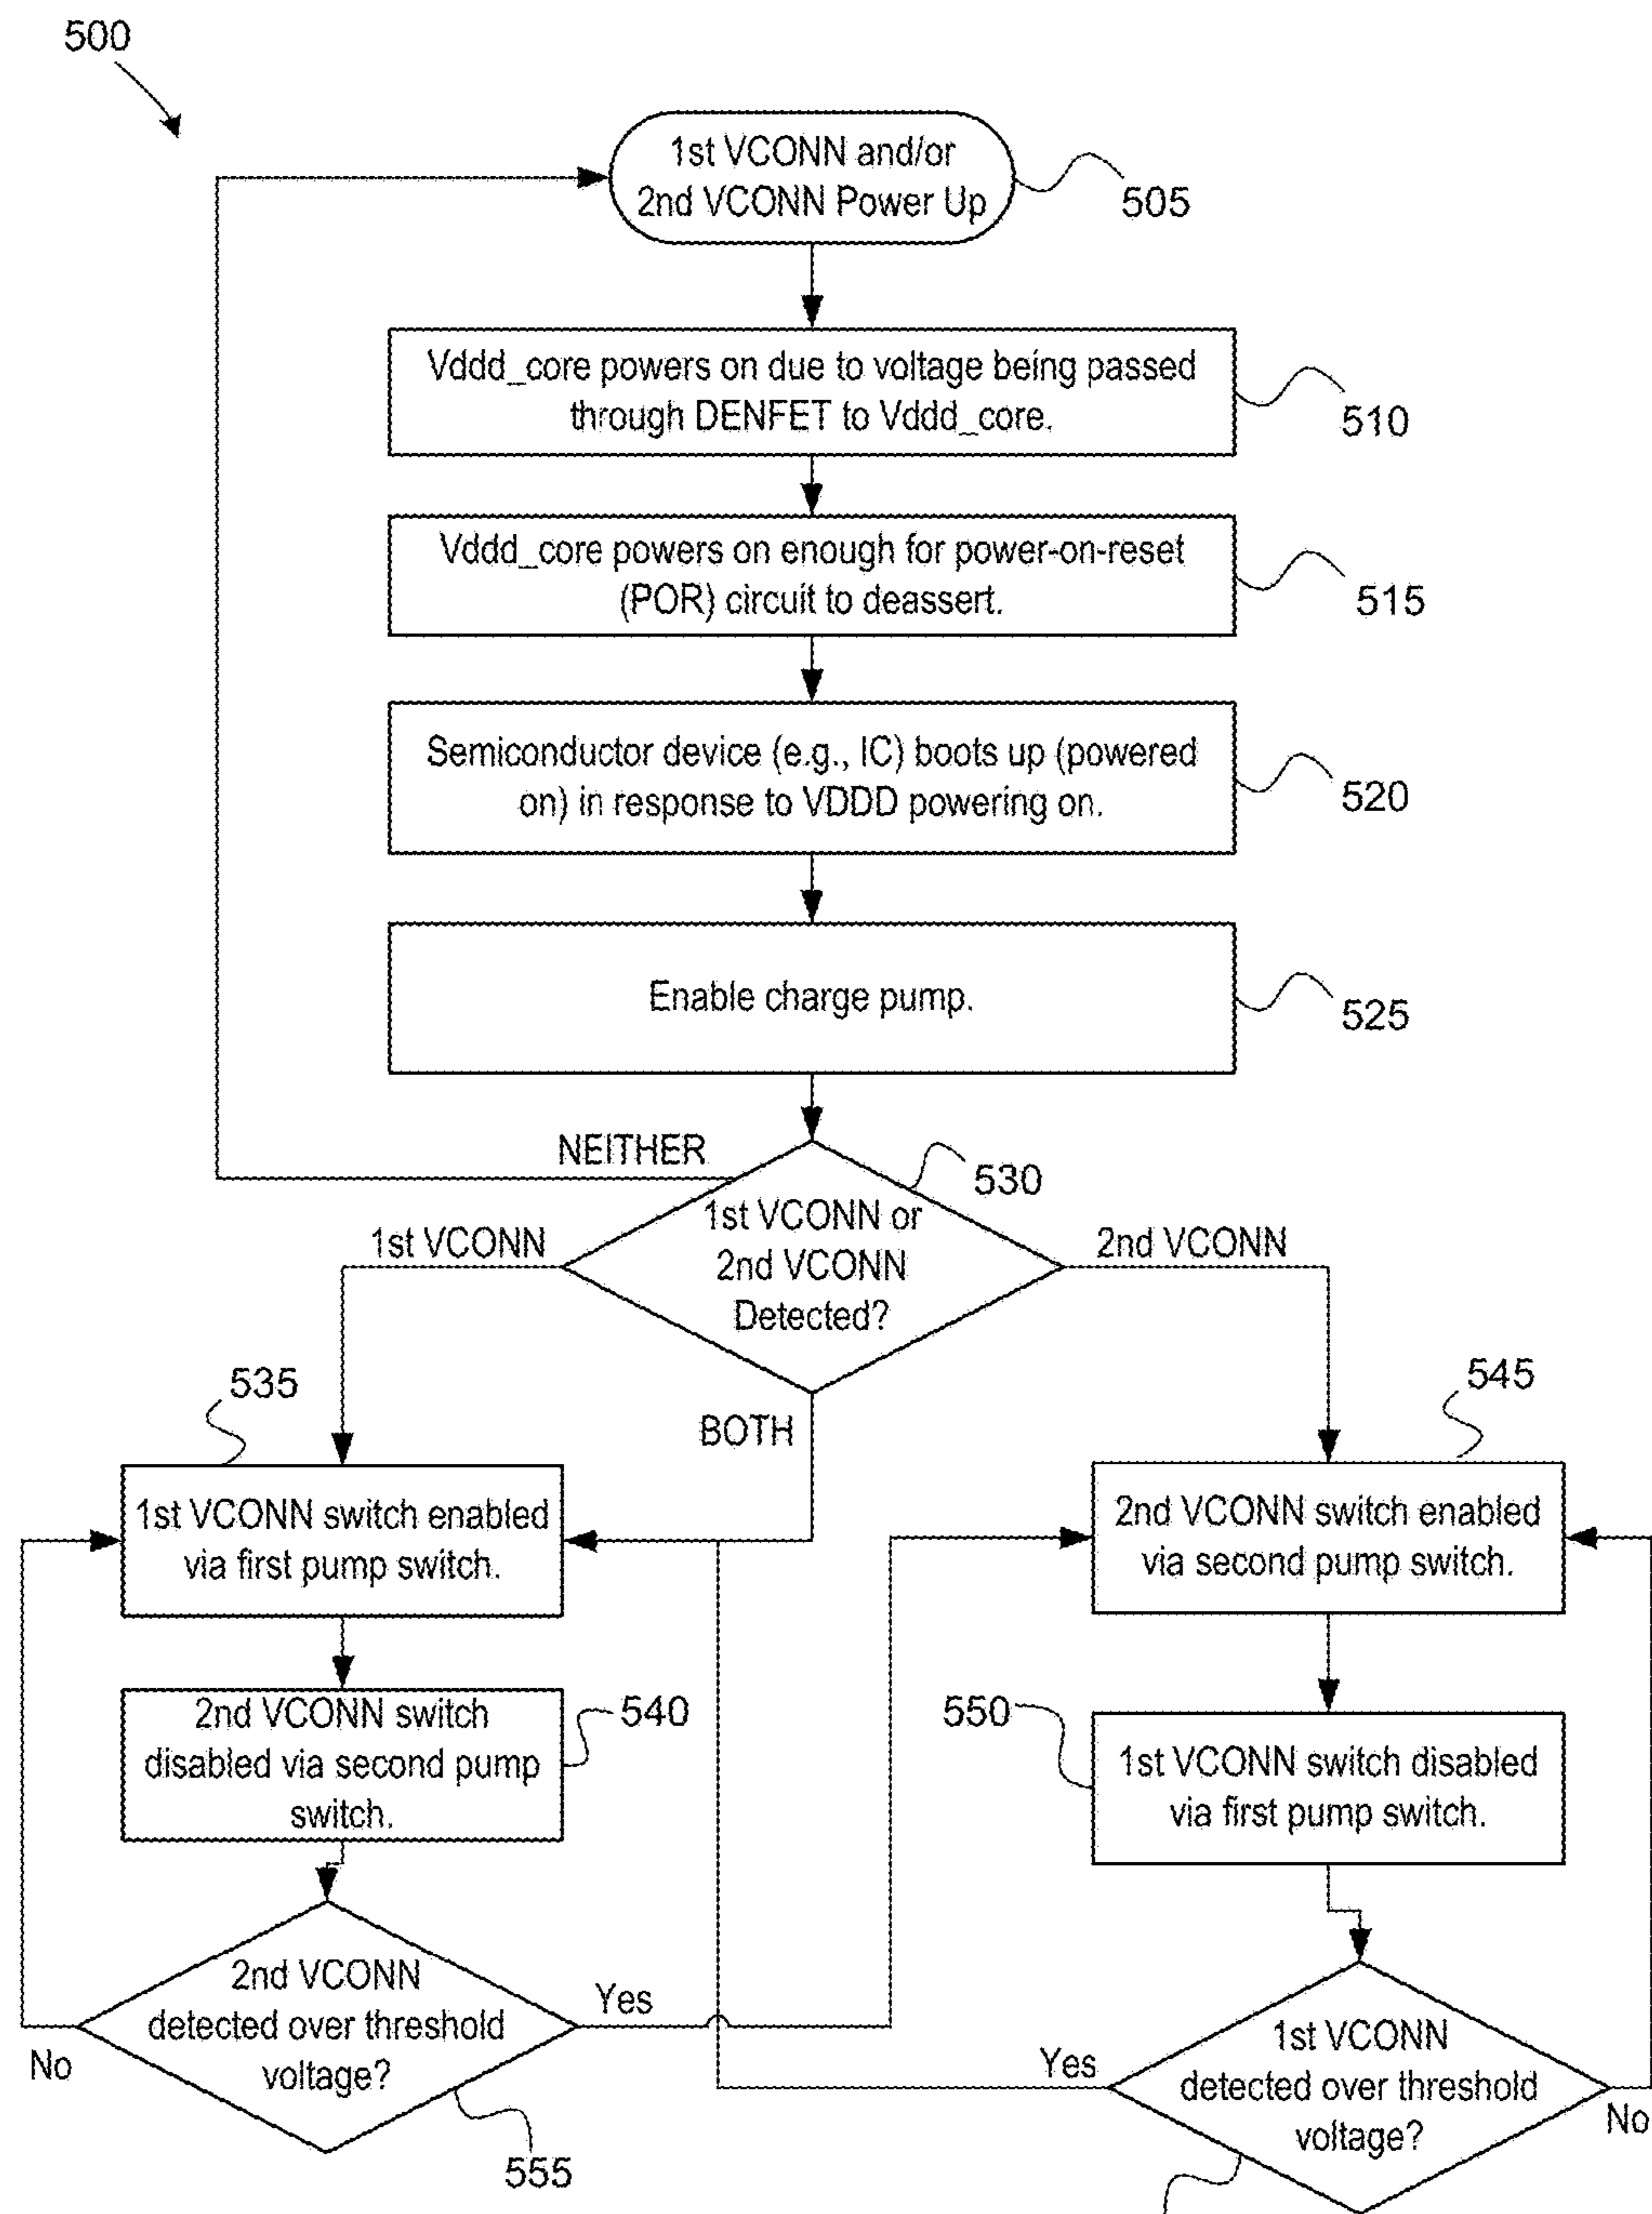 500
1st VCONN and/or
2nd VCONN Power Up
505
Vddd_core powers on due to voltage being passed
through DENFET to Vddd_core.
510
Vddd_core powers on enough for power-on-reset
(POR) circuit to deassert.
515
Semiconductor device (e.g., IC) boots up (powered
on) in response to VDDD powering on.
520
Enable charge pump.
525
NEITHER
530
1st VCONN or
2nd VCONN
Detected?
1st VCONN
2nd VCONN
BOTH
535
1st VCONN switch enabled
via first pump switch.
545
2nd VCONN switch enabled
via second pump switch.
2nd VCONN switch
disabled via second pump
switch.
540
550
1st VCONN switch disabled
via first pump switch.
2nd VCONN
detected over threshold
voltage?
Yes
No
555
1st VCONN
detected over threshold
voltage?
Yes
No